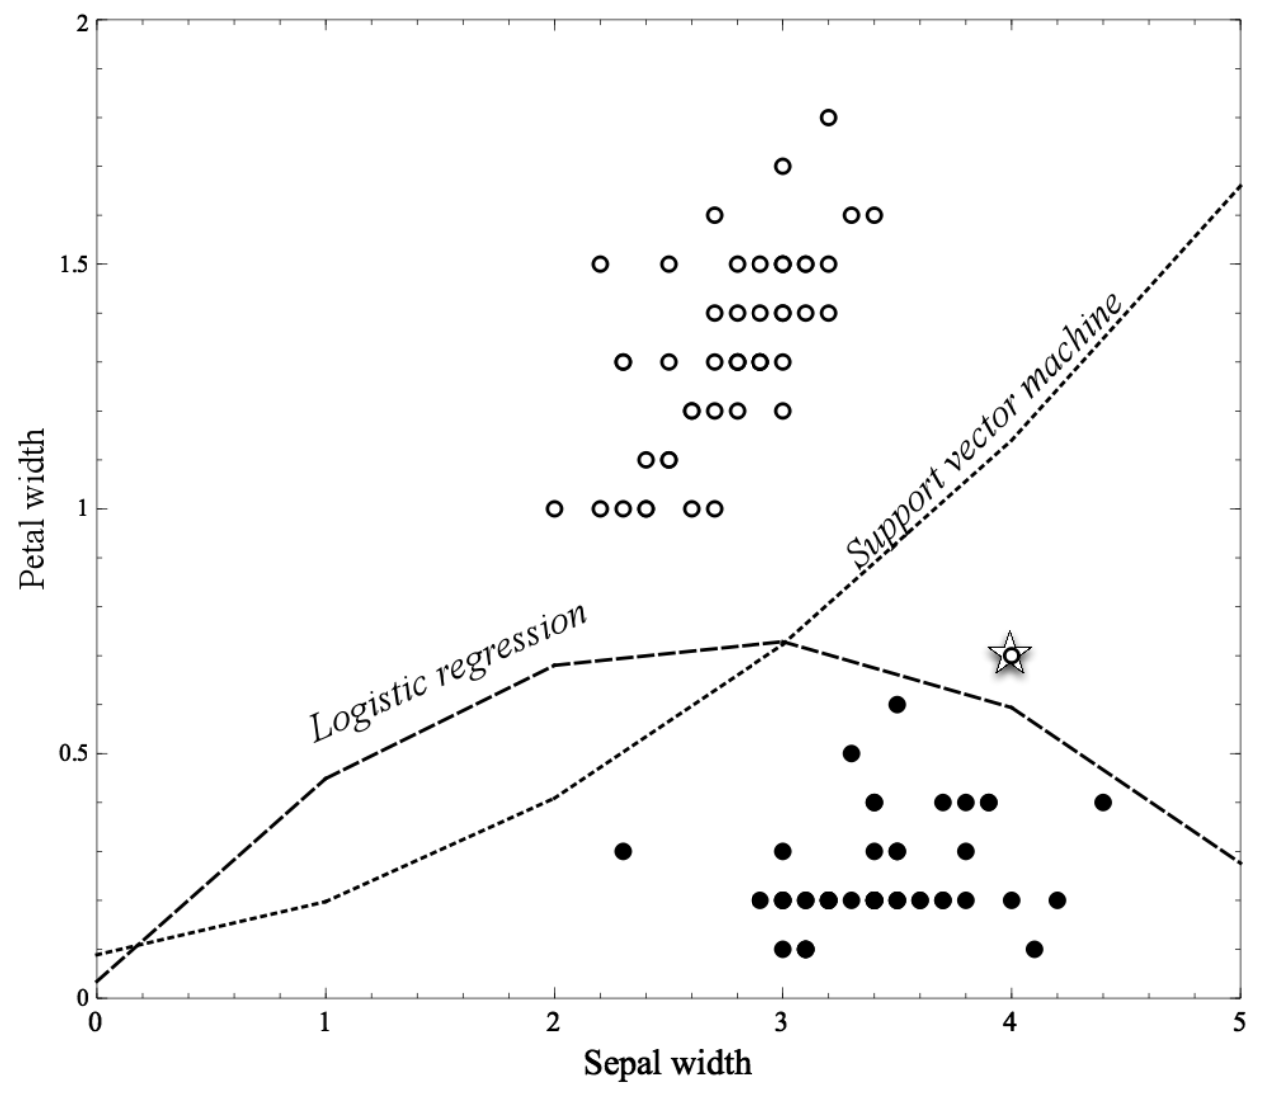 2
1.5
Support vector machine
Petal width
1
Logistic regression
0.5
0
0 1 2 3 4 5
Sepal width